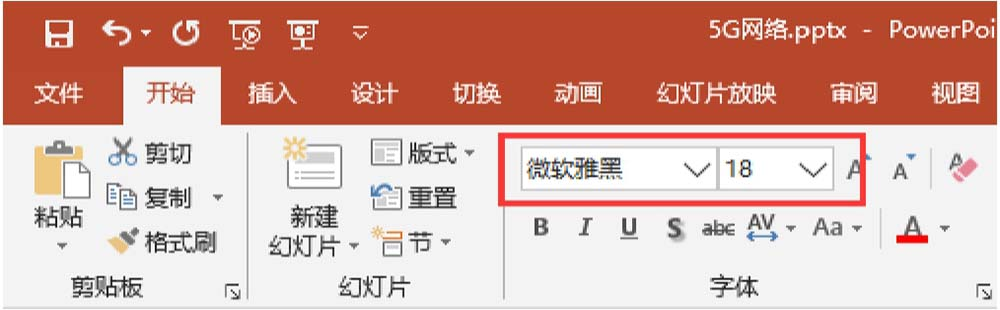 5G网络.pptx - PowerPoi
文件 开始 插入 设计 切换 动画 幻灯片放映 审阅 视图
剪切 版式 微软雅黑 18 A A A
复制 重置
粘贴 格式刷 新建幻灯片 节 B I U S abc AV Aa A
剪贴板 幻灯片 字体